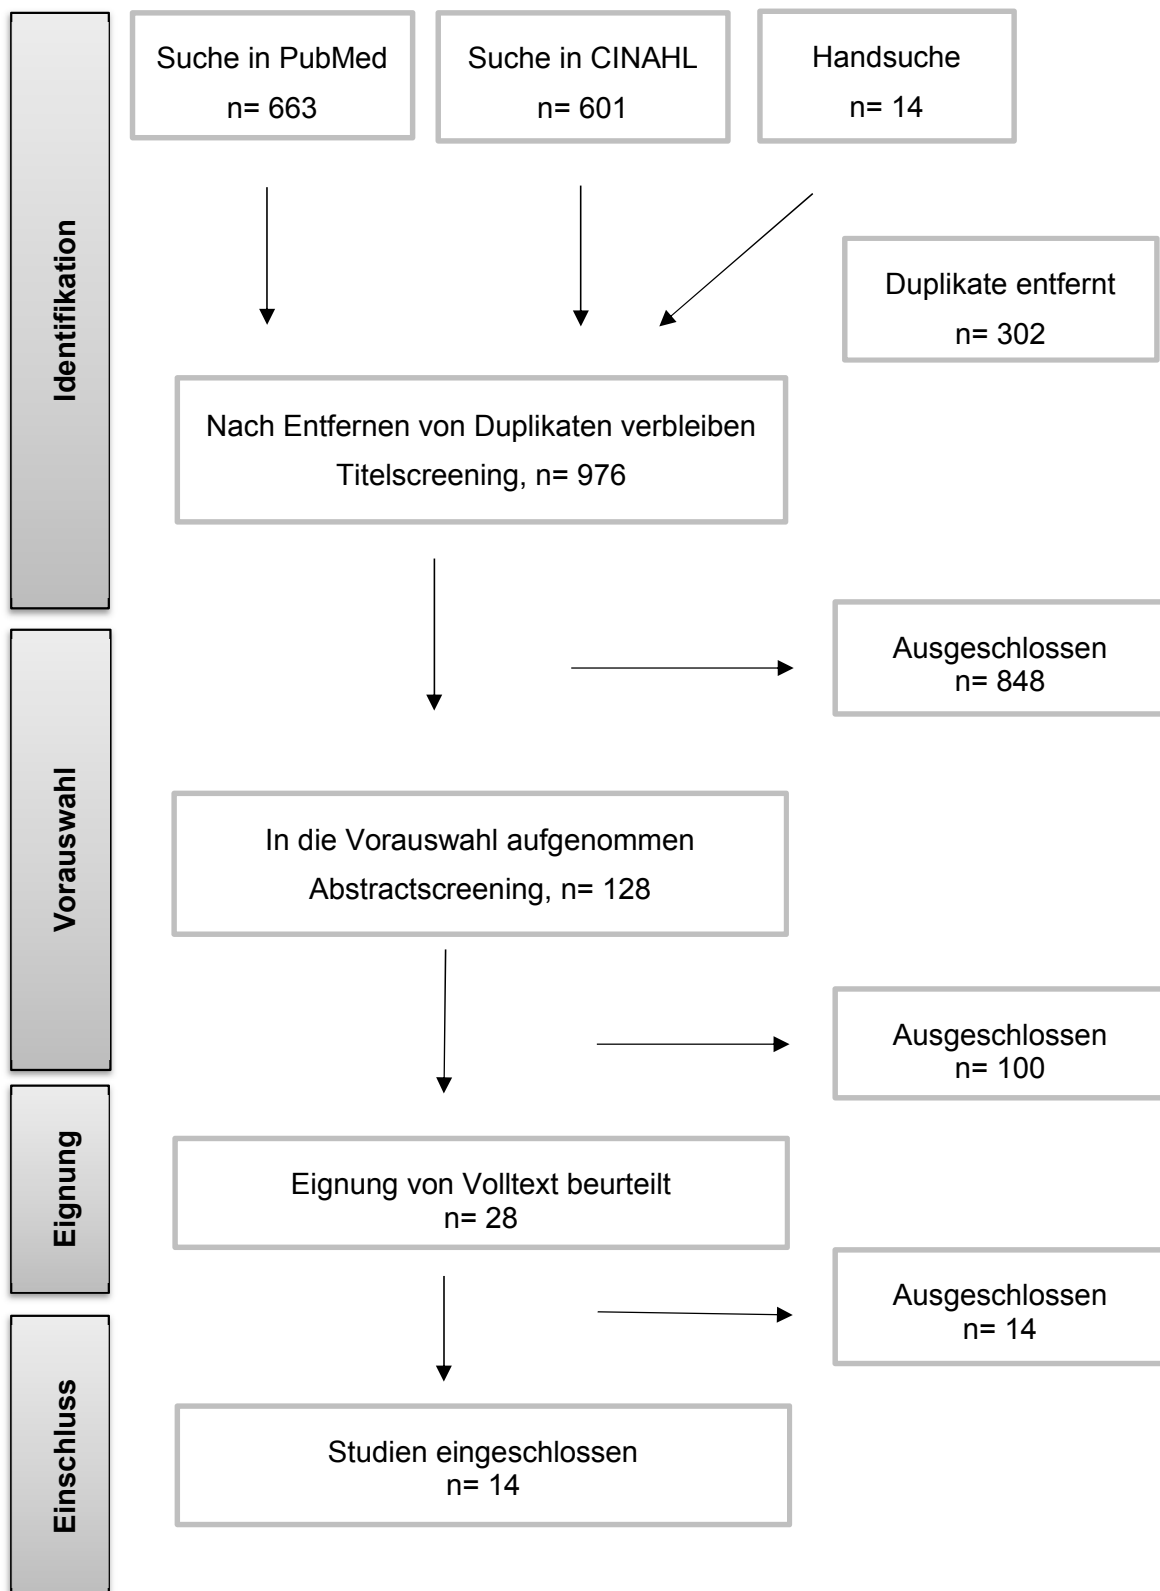 Identifikation
Suche in PubMed
n= 663
Suche in CINAHL
n= 601
Handsuche
n= 14
Duplikate entfernt
n= 302
Nach Entfernen von Duplikaten verbleiben
Titelscreening, n= 976
Vorauswahl
Ausgeschlossen
n= 848
In die Vorauswahl aufgenommen
Abstractscreening, n= 128
Ausgeschlossen
n= 100
Eignung
Eignung von Volltext beurteilt
n= 28
Ausgeschlossen
n= 14
Einschluss
Studien eingeschlossen
n= 14